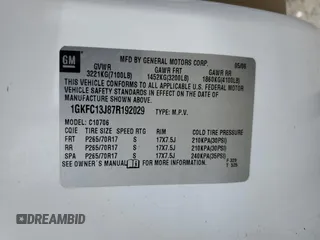 GM
MFD BY GENERAL MOTORS CORP.
05/06
GVWR
GAWR FRT
GAWR RR
3221KG(7100LB)
1452KG(3200LB)
1860KG(4100LB)
THIS VEHICLE CONFORMS TO ALL APPLICABLE U.S. FEDERAL
MOTOR VEHICLE SAFETY STANDARDS IN EFFECT ON THE DATE
OF MANUFACTURE SHOWN ABOVE.
1GKFC13J87R192029 TYPE: M.P.V.
MODEL: C10706
TIRE SIZE SPEED RTG RIM COLD TIRE PRESSURE
FRT P265/70R17 S 17X7.5J 210KPA(30PSI)
RR P265/70R17 S 17X7.5J 210KPA(30PSI)
SPA P265/70R17 S 17X7.5J 240KPA(35PSI)
SEE OWNER'S MANUAL FOR MORE INFORMATION.
© DREAMBID